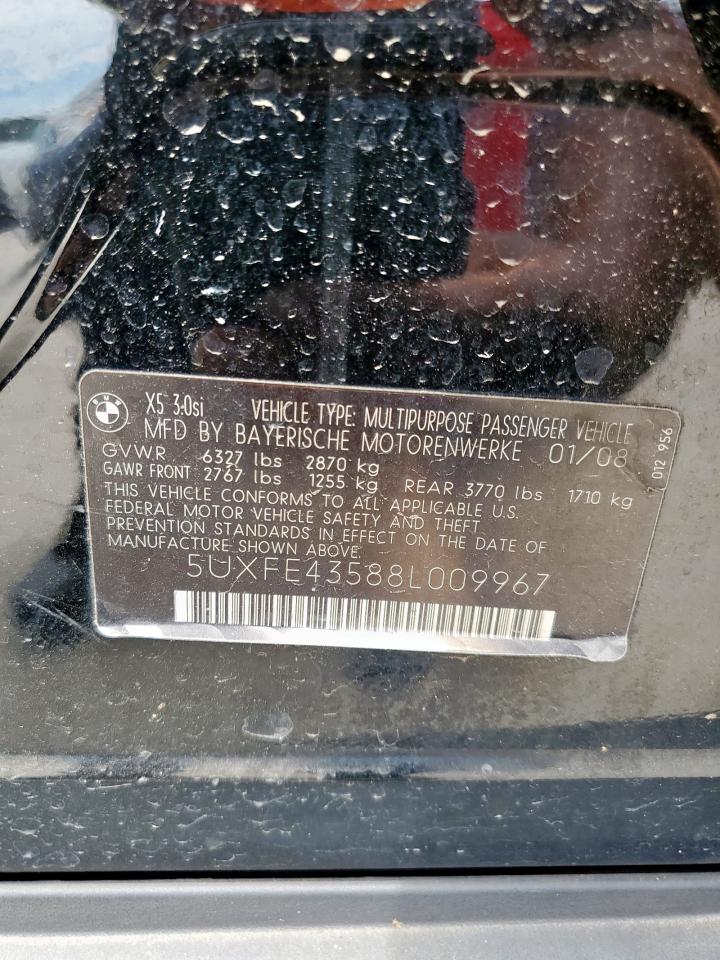 BMW
X5 3.0si VEHICLE TYPE: MULTIPURPOSE PASSENGER VEHICLE
MFD BY BAYERISCHE MOTORENWERKE 01/08
GVWR 6327 lbs 2870 kg
GAWR FRONT 2767 lbs 1255 kg REAR 3770 lbs 1710 kg
THIS VEHICLE CONFORMS TO ALL APPLICABLE U.S.
FEDERAL MOTOR VEHICLE SAFETY AND THEFT
PREVENTION STANDARDS IN EFFECT ON THE DATE OF
MANUFACTURE SHOWN ABOVE.
5UXFE43588L009967
012 956